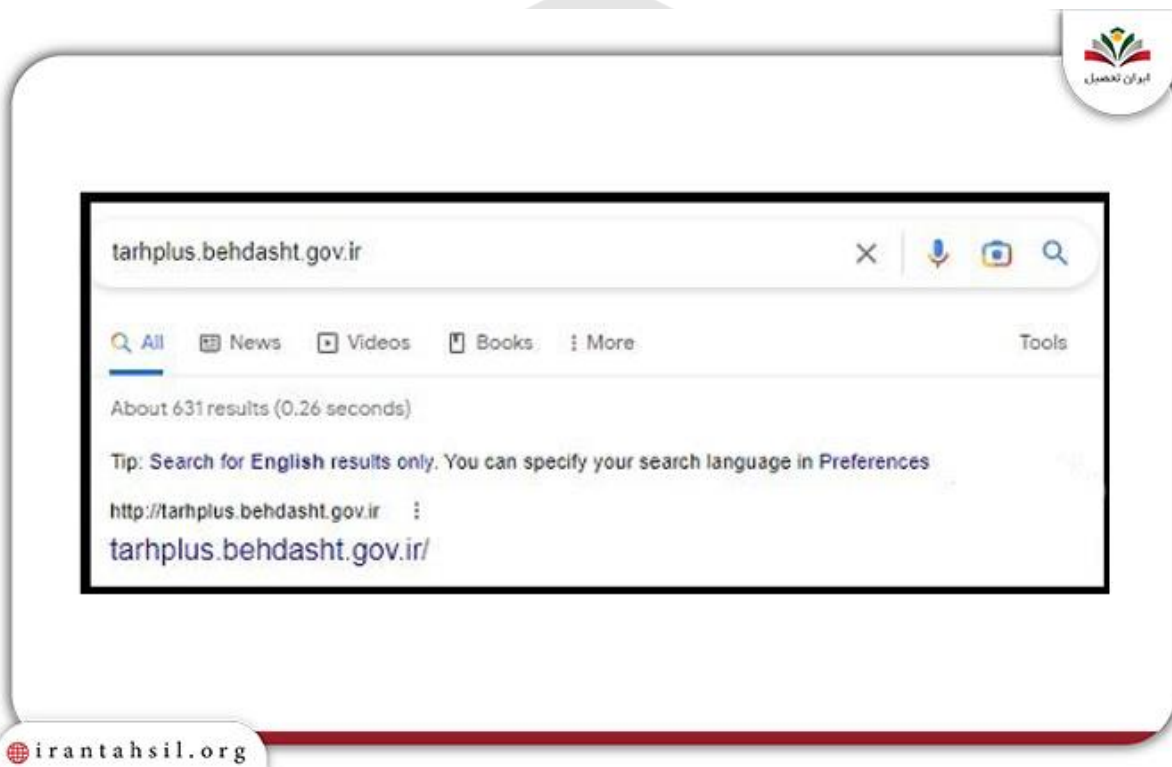 ایران تحصیل
tarhplus.behdasht.gov.ir
All News Videos Books More Tools
About 631 results (0.26 seconds)
Tip: Search for English results only. You can specify your search language in Preferences
http://tarhplus.behdasht.gov.ir
tarhplus.behdasht.gov.ir/
irantahsil.org